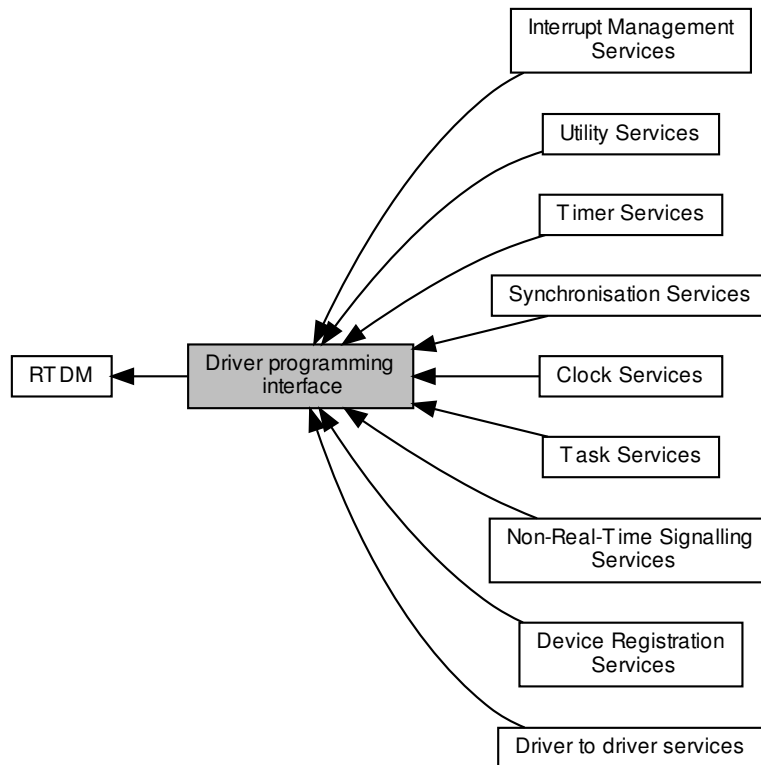 Interrupt Management
Services
Utility Services
Timer Services
Synchronisation Services
Driver programming
interface
RTDM
Clock Services
Task Services
Non-Real-Time Signalling
Services
Device Registration
Services
Driver to driver services